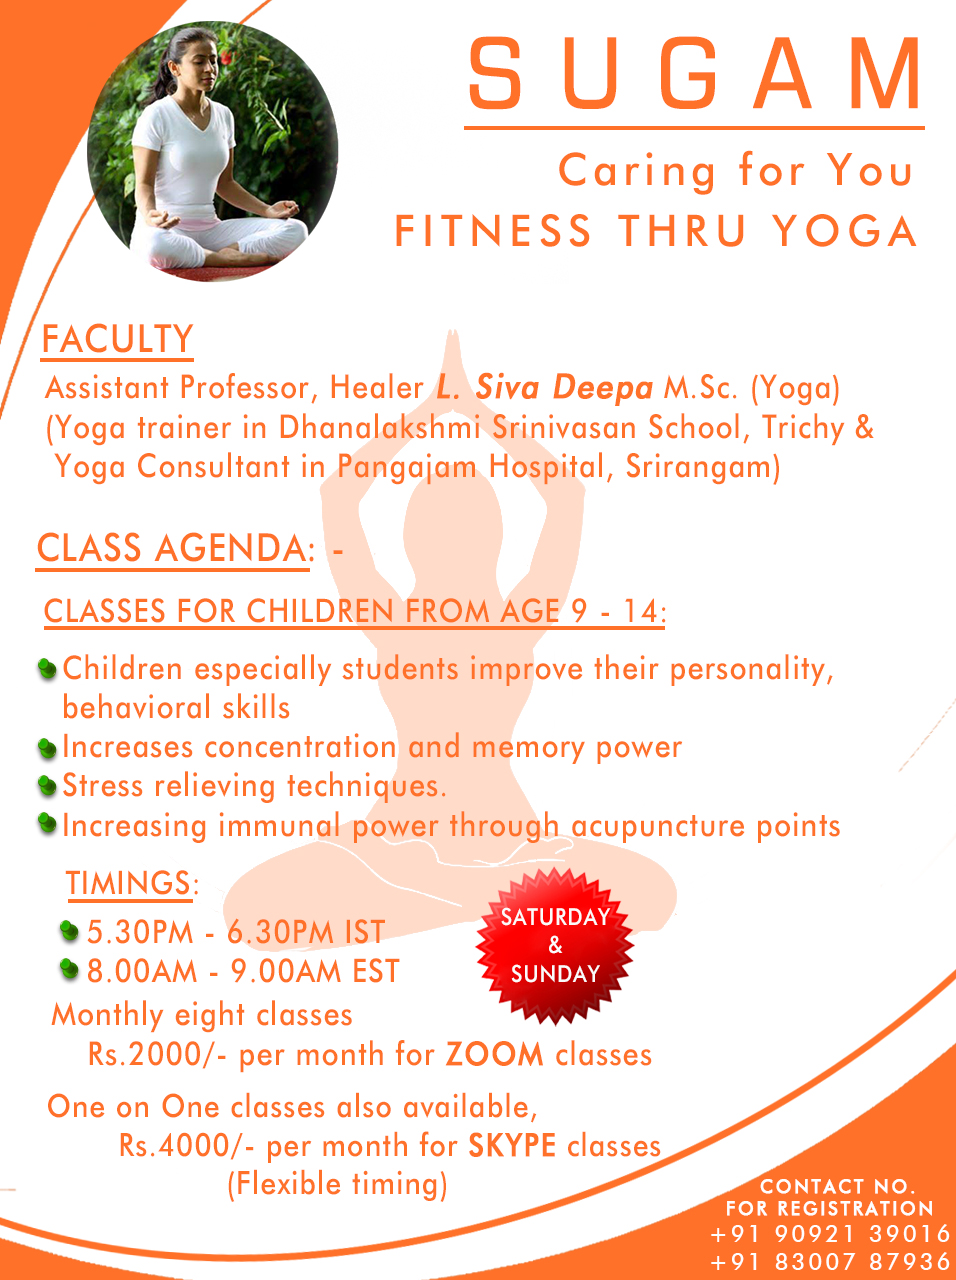 SUGAM
Caring for You
FITNESS THRU YOGA
FACULTY
Assistant Professor, Healer L. Siva Deepa M.Sc. (Yoga)
(Yoga trainer in Dhanalakshmi Srinivasan School, Trichy &
Yoga Consultant in Pangajam Hospital, Srirangam)
CLASS AGENDA: -
CLASSES FOR CHILDREN FROM AGE 9 - 14:
Children especially students improve their personality,
behavioral skills
Increases concentration and memory power
Stress relieving techniques.
Increasing immunal power through acupuncture points
TIMINGS:
5.30PM - 6.30PM IST
8.00AM - 9.00AM EST
SATURDAY
&
SUNDAY
Monthly eight classes
Rs.2000/- per month for ZOOM classes
One on One classes also available,
Rs.4000/- per month for SKYPE classes
(Flexible timing)
CONTACT NO.
FOR REGISTRATION
+91 90921 39016
+91 83007 87936